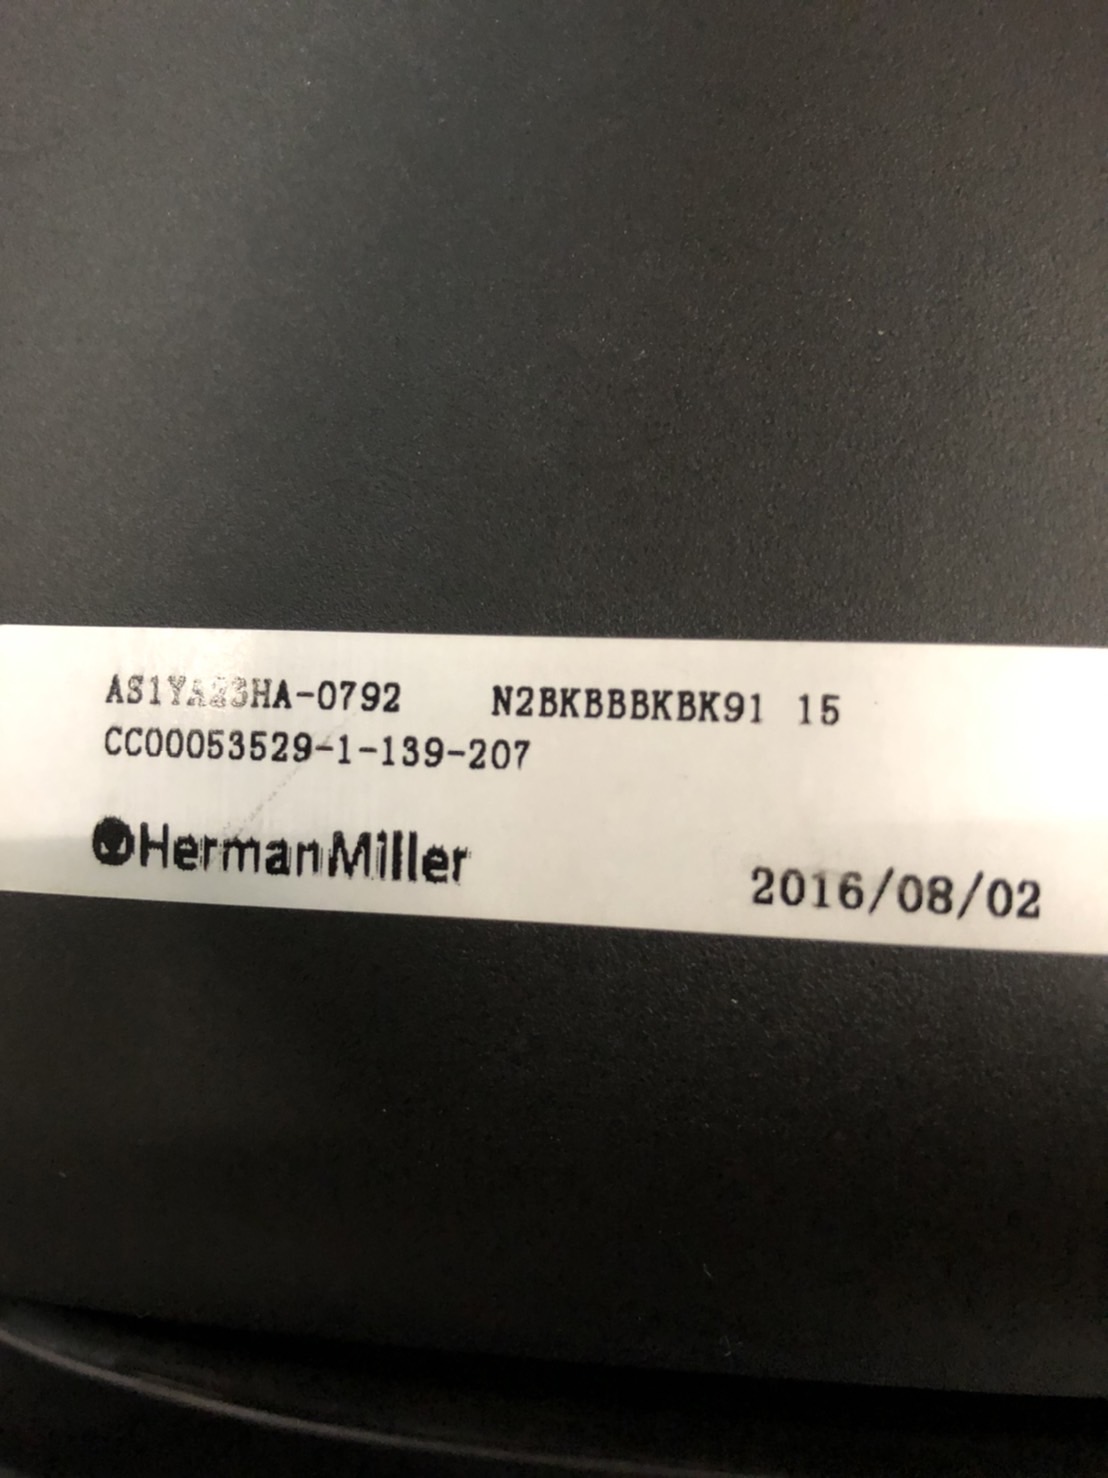 AS1YA23HA-0792 N2BKBBBKBK91 15
CC00053529-1-139-207
HermanMiller
2016/08/02